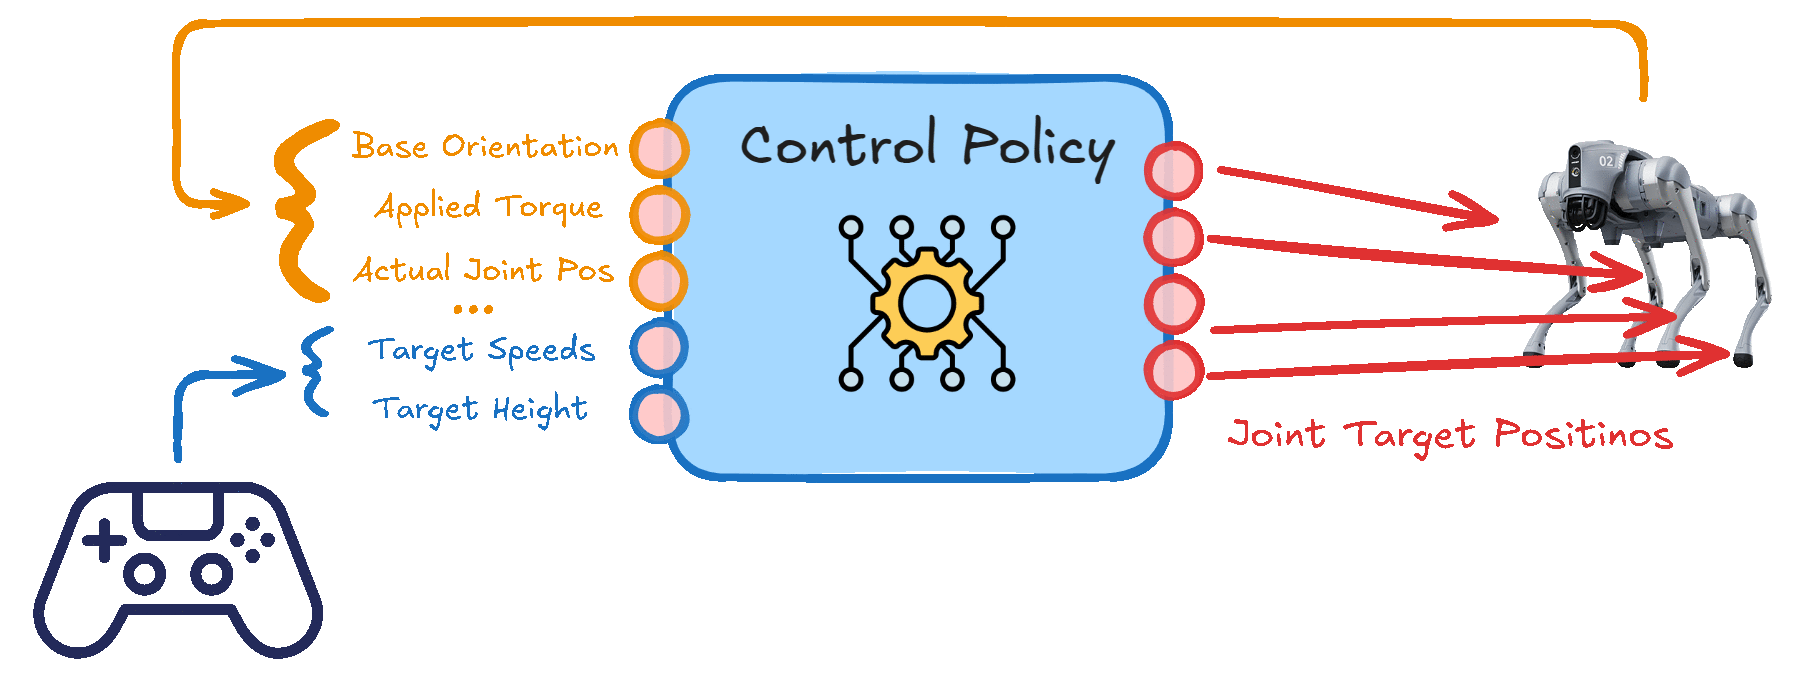 Control Policy
Base Orientation
Applied Torque
Actual Joint Pos
...
Target Speeds
Target Height
02
Joint Target Positinos